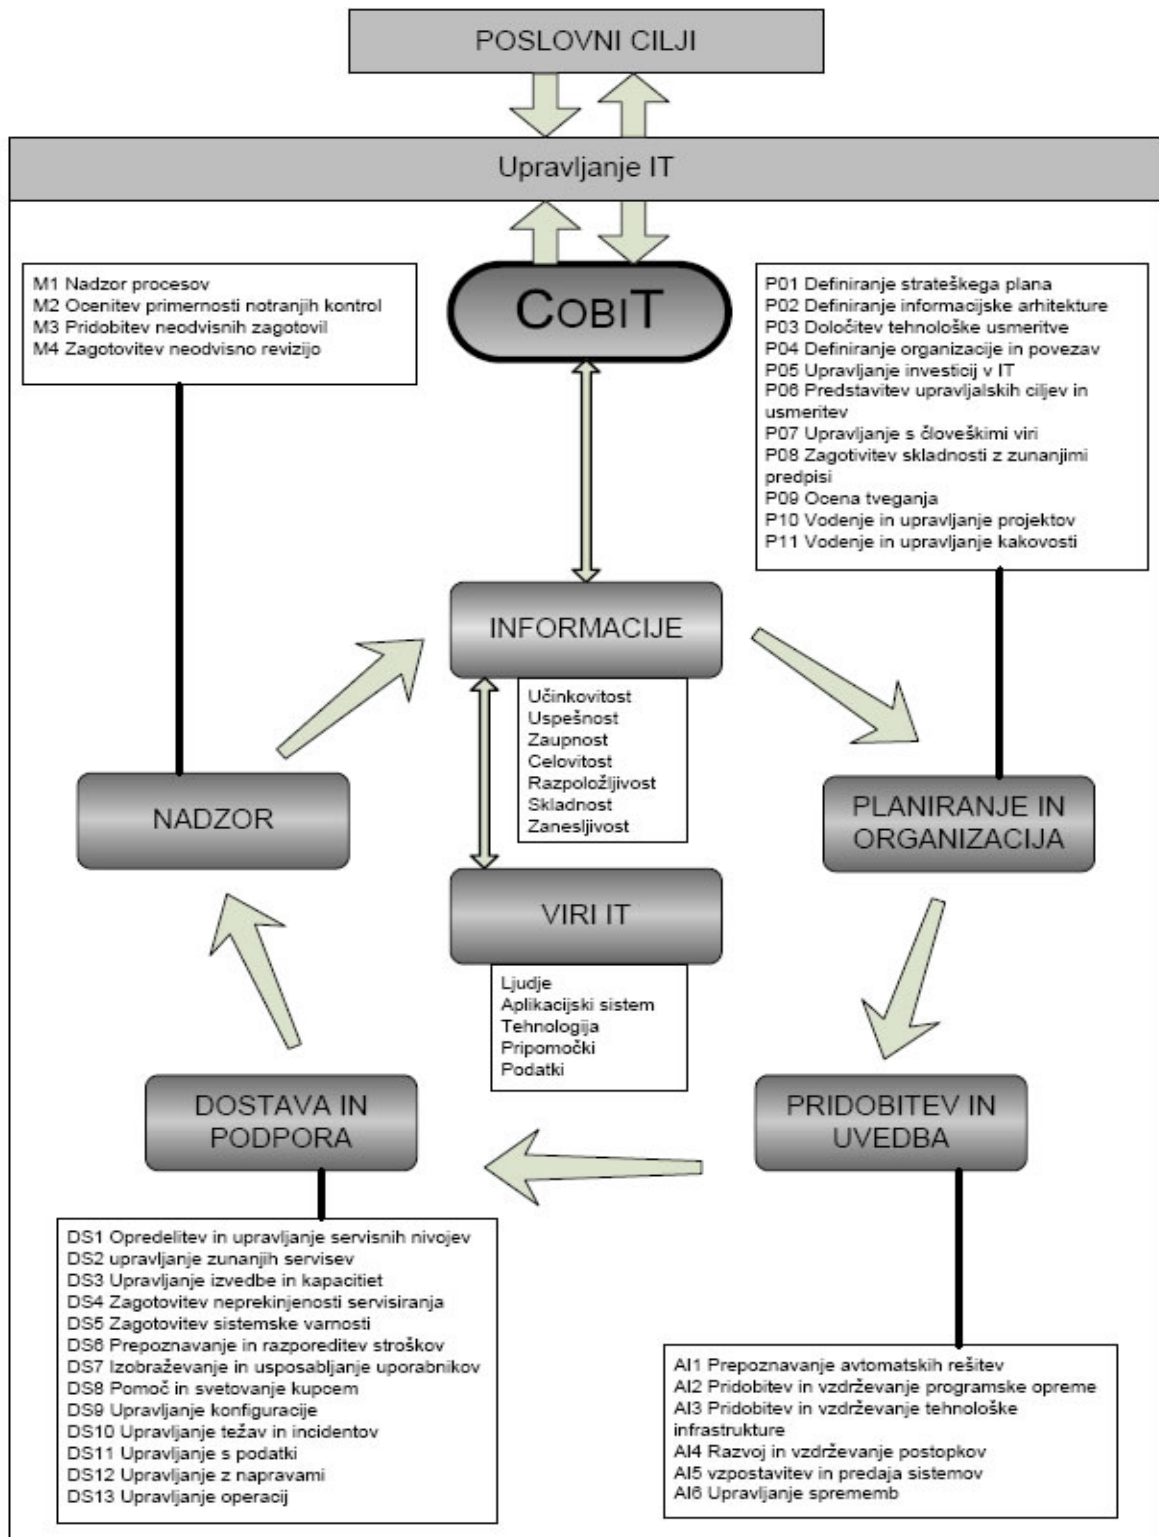 POSLOVNI CILJI
Upravljanje IT
M1 Nadzor procesov
M2 Ocenitev primernosti notranjih kontrol
M3 Pridobitev neodvisnih zagotovil
M4 Zagotovitev neodvisno revizijo
COBIT
P01 Definiranje strateškega plana
P02 Definiranje informacijske arhitekture
P03 Določitev tehnološke usmeritve
P04 Definiranje organizacije in povezav
P05 Upravljanje investicij v IT
P06 Predstavitev upravljalskih ciljev in
usmeritev
P07 Upravljanje s človeškimi viri
P08 Zagotivitev skladnosti z zunanjimi
predpisi
P09 Ocena tveganja
P10 Vodenje in upravljanje projektov
P11 Vodenje in upravljanje kakovosti
INFORMACIJE
Učinkovitost
Uspešnost
Zaupnost
Celovitost
Razpoložljivost
Skladnost
Zanesljivost
NADZOR
PLANIRANJE IN
ORGANIZACIJA
VIRI IT
Ljudje
Aplikacijski sistem
Tehnologija
Pripomočki
Podatki
DOSTAVA IN
PODPORA
PRIDOBITEV IN
UVEDBA
DS1 Opredelitev in upravljanje servisnih nivojev
DS2 upravljanje zunanjih servisev
DS3 Upravljanje izvedbe in kapacitiet
DS4 Zagotovitev neprekinjenosti servisiranja
DS5 Zagotovitev sistemske varnosti
DS6 Prepoznavanje in razporeditev stroškov
DS7 Izobraževanje in usposabljanje uporabnikov
DS8 Pomoč in svetovanje kupcem
DS9 Upravljanje konfiguracije
DS10 Upravljanje težav in incidentov
DS11 Upravljanje s podatki
DS12 Upravljanje z napravami
DS13 Upravljanje operacij
AI1 Prepoznavanje avtomatskih rešitev
AI2 Pridobitev in vzdrževanje programske opreme
AI3 Pridobitev in vzdrževanje tehnološke
infrastrukture
AI4 Razvoj in vzdrževanje postopkov
AI5 vzpostavitev in predaja sistemov
AI6 Upravljanje sprememb